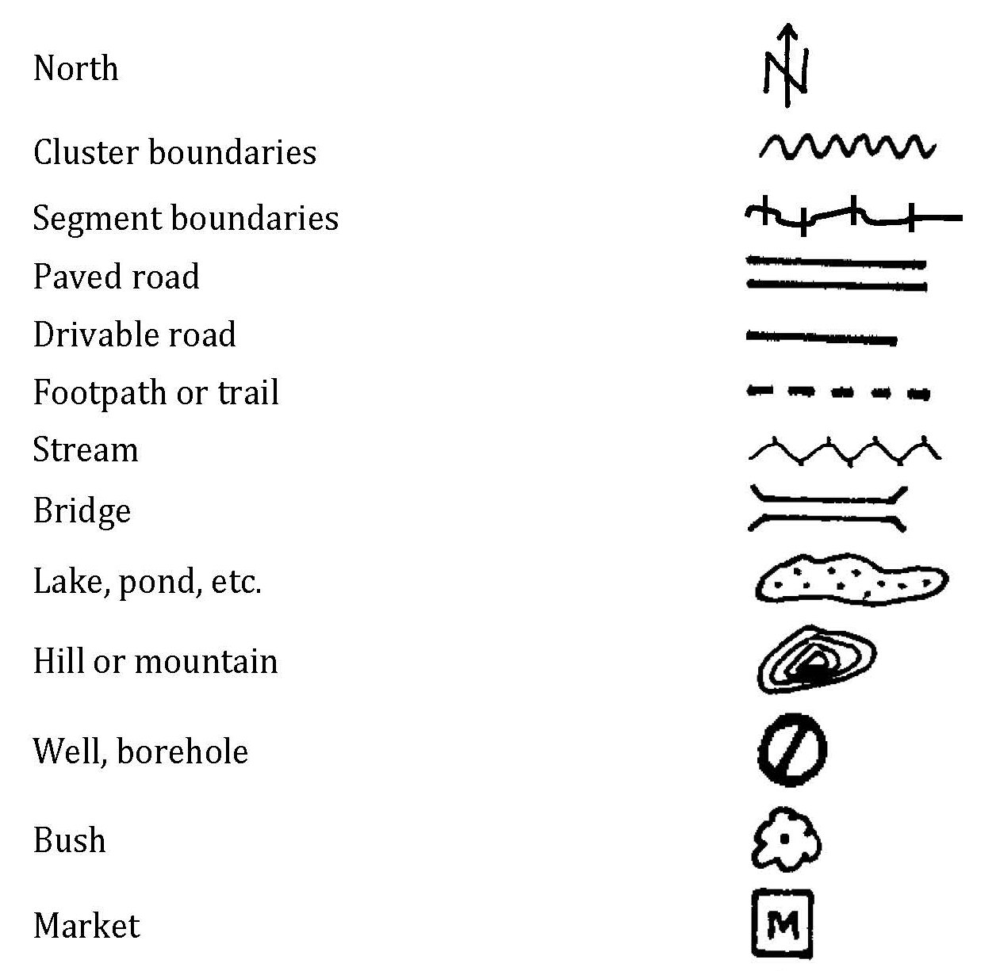 North
N
Cluster boundaries
Segment boundaries
Paved road
Drivable road
Footpath or trail
Stream
Bridge
Lake, pond, etc.
Hill or mountain
Well, borehole
Bush
Market
M